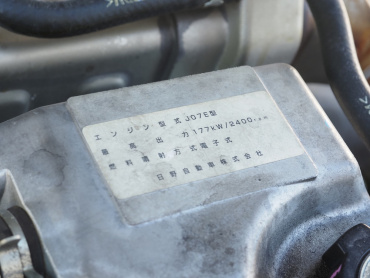 エンジン型式J07E型
最高出力177kW/2400r.p.m
燃料噴射方式電子式
日野自動車株式会社